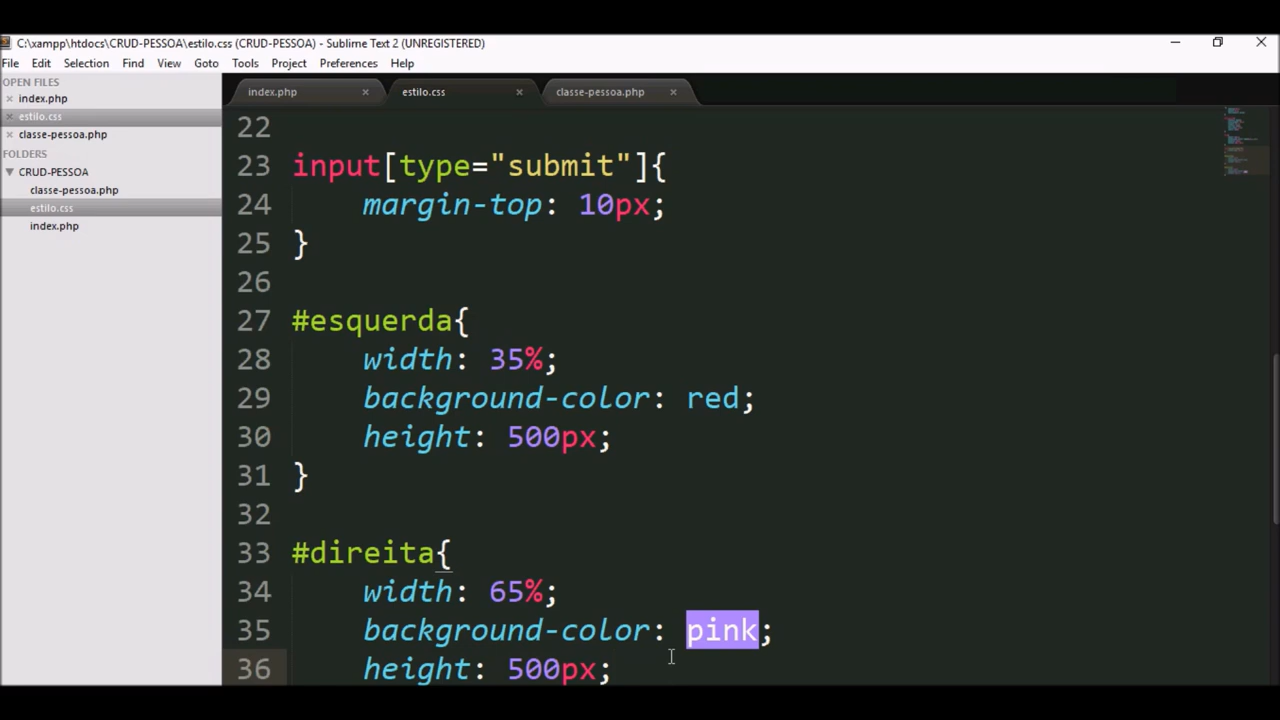 C:\xampp\htdocs\CRUD-PESSOA\estilo.css (CRUD-PESSOA) - Sublime Text 2 (UNREGISTERED)
File Edit Selection Find View Goto Tools Project Preferences Help
OPEN FILES
index.php
estilo.css
classe-pessoa.php
FOLDERS
CRUD-PESSOA
classe-pessoa.php
estilo.css
index.php
index.php estilo.css classe-pessoa.php
22
23 input[type="submit"]{
24 margin-top: 10px;
25 }
26
27 #esquerda{
28 width: 35%;
29 background-color: red;
30 height: 500px;
31 }
32
33 #direita{
34 width: 65%;
35 background-color: pink;
36 height: 500px;